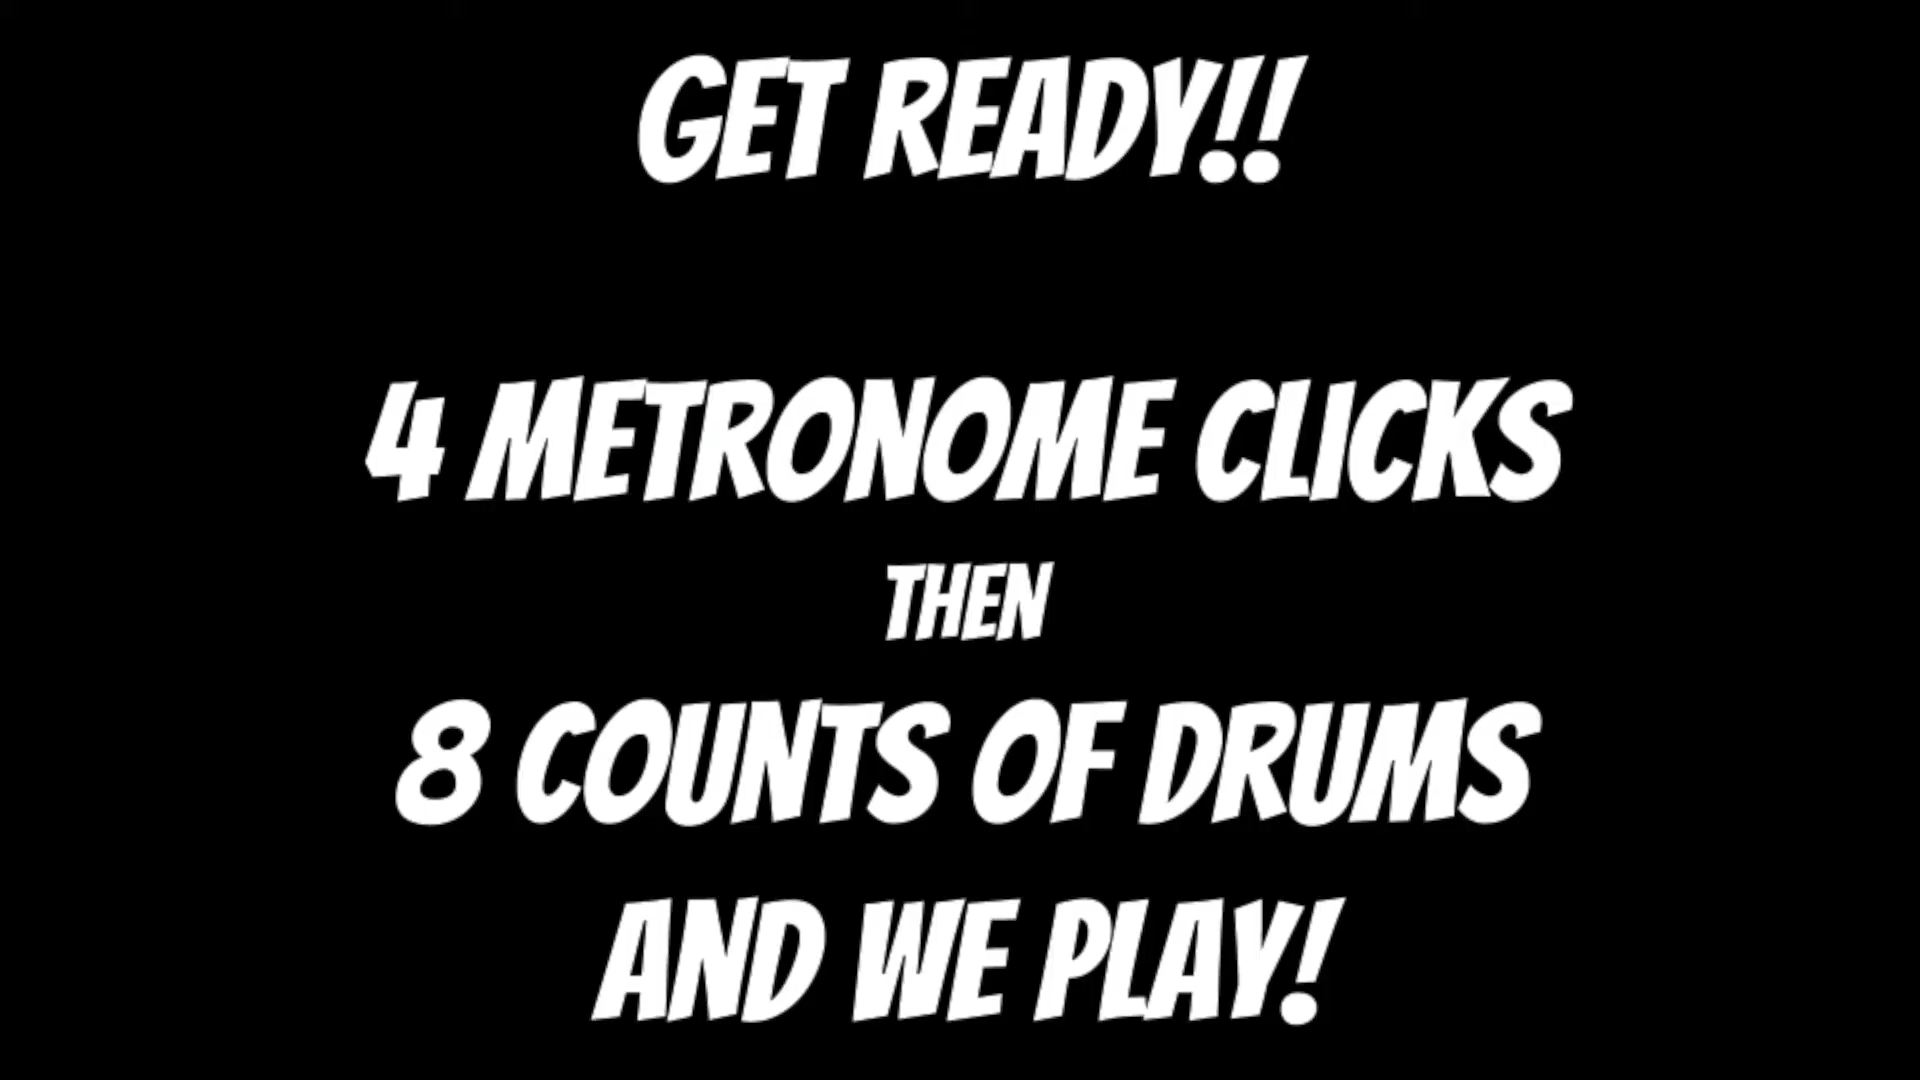 GET READY!!
4 METRONOME CLICKS
THEN
8 COUNTS OF DRUMS
AND WE PLAY!